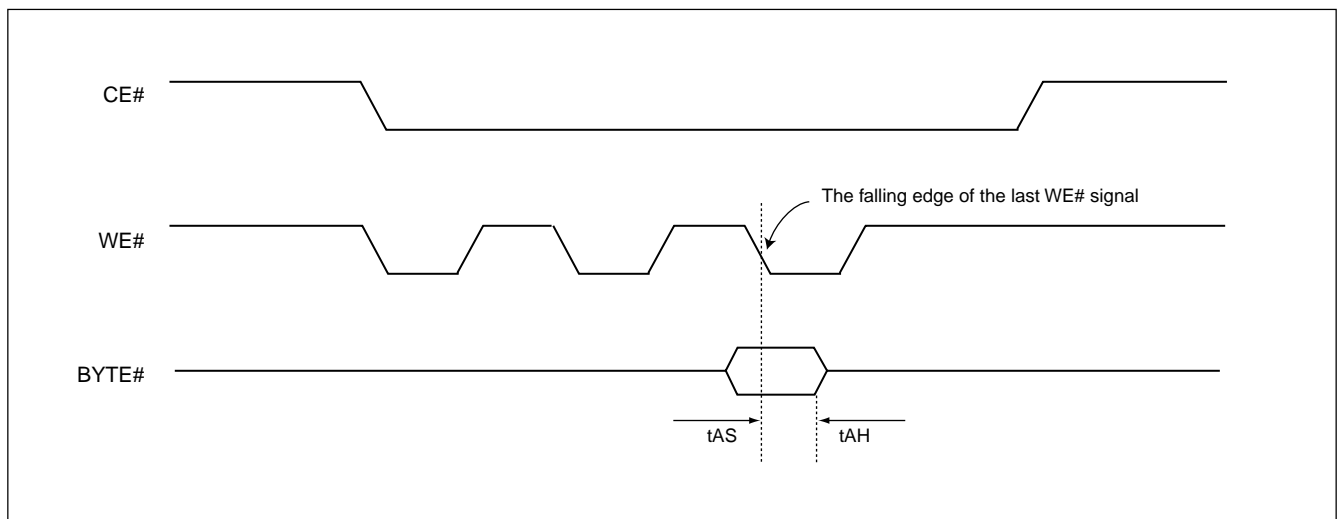 CE#
The falling edge of the last WE# signal
WE#
BYTE#
tAS
tAH